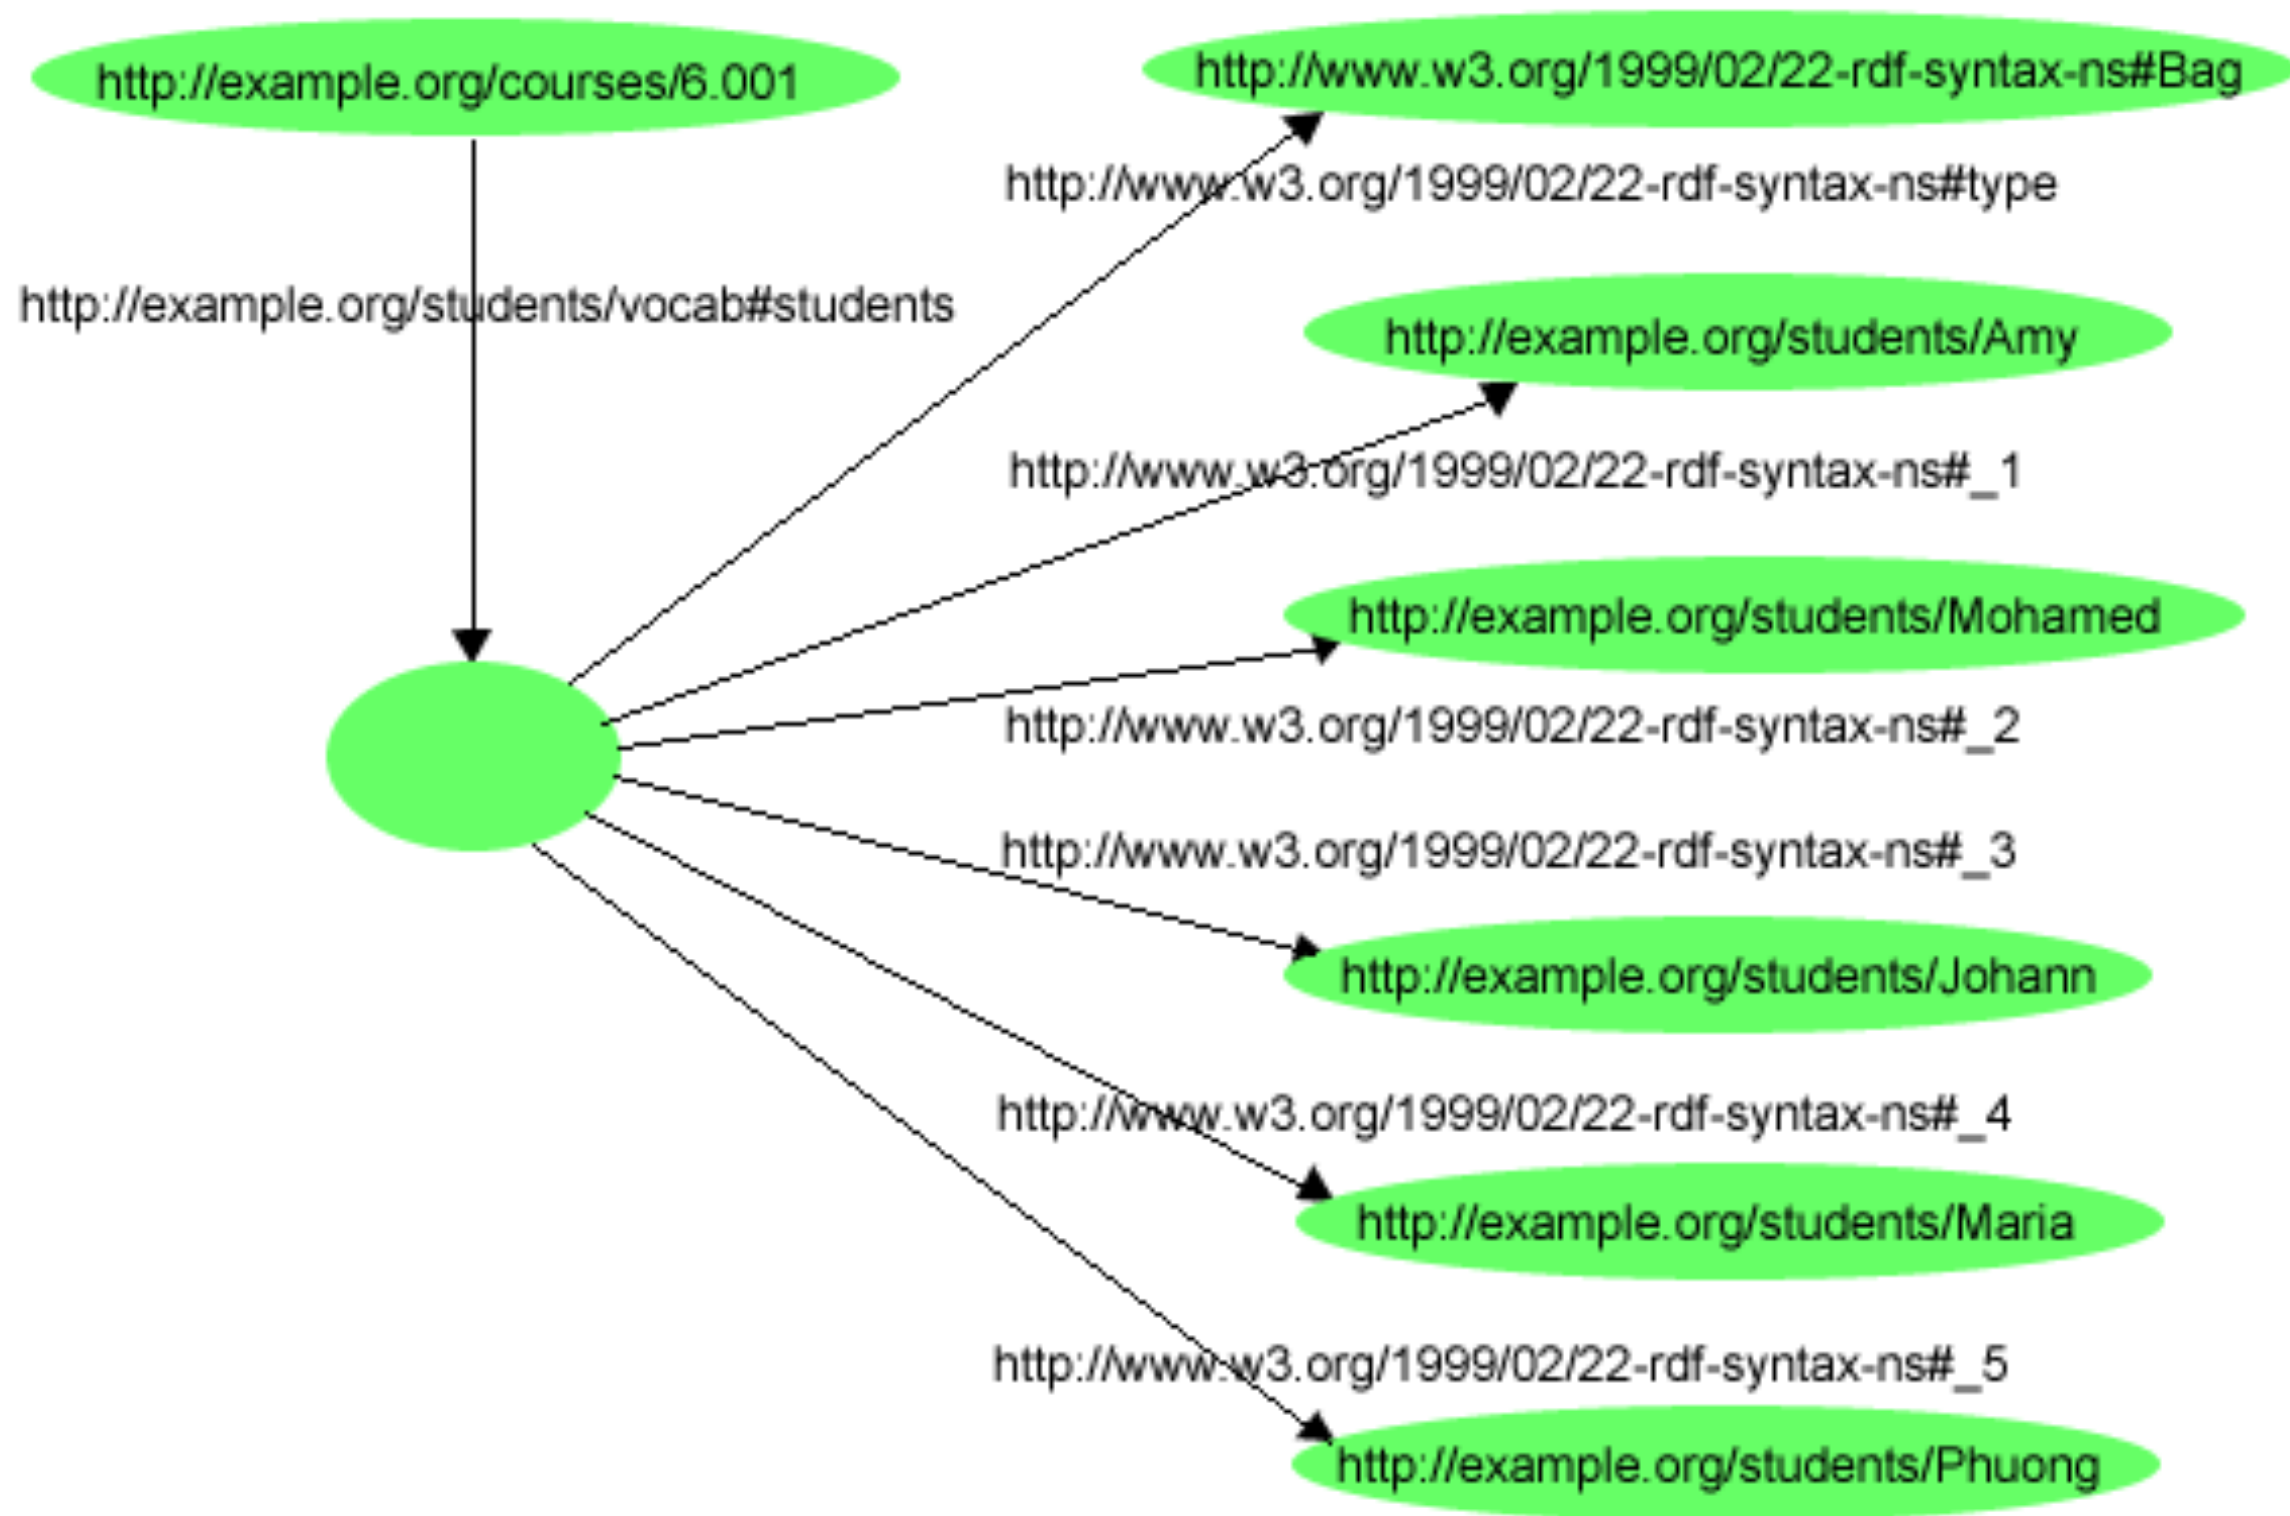 http://example.org/courses/6.001
http://www.w3.org/1999/02/22-rdf-syntax-ns#Bag
http://www.w3.org/1999/02/22-rdf-syntax-ns#type
http://example.org/students/vocab#students
http://example.org/students/Amy
http://www.w3.org/1999/02/22-rdf-syntax-ns#_1
http://example.org/students/Mohamed
http://www.w3.org/1999/02/22-rdf-syntax-ns#_2
http://www.w3.org/1999/02/22-rdf-syntax-ns#_3
http://example.org/students/Johann
http://www.w3.org/1999/02/22-rdf-syntax-ns#_4
http://example.org/students/Maria
http://www.w3.org/1999/02/22-rdf-syntax-ns#_5
http://example.org/students/Phuong